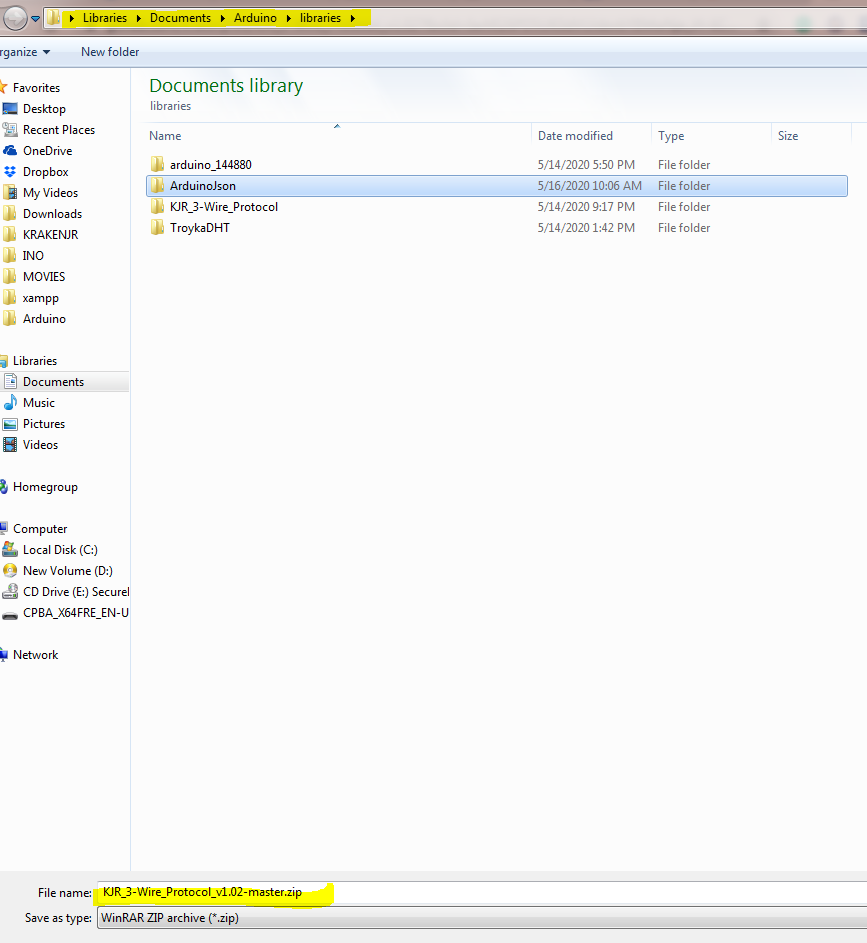 Libraries Documents Arduino libraries
rganize New folder
Favorites
Desktop
Recent Places
OneDrive
Dropbox
My Videos
Downloads
KRAKENJR
INO
MOVIES
xampp
Arduino
Libraries
Documents
Music
Pictures
Videos
Homegroup
Computer
Local Disk (C:)
New Volume (D:)
CD Drive (E:) Securel
CPBA_X64FRE_EN-U
Network
Documents library
libraries
Name Date modified Type Size
arduino_144880 5/14/2020 5:50 PM File folder
ArduinoJson 5/16/2020 10:06 AM File folder
KJR_3-Wire_Protocol 5/14/2020 9:17 PM File folder
TroykaDHT 5/14/2020 1:42 PM File folder
File name: KJR_3-Wire_Protocol_v1.02-master.zip
Save as type: WinRAR ZIP archive (*.zip)